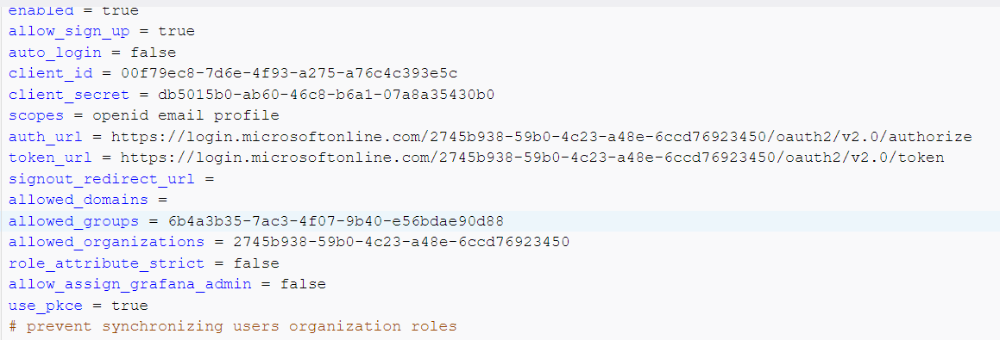 enabled = true
allow_sign_up = true
auto_login = false
client_id = 00f79ec8-7d6e-4f93-a275-a76c4c393e5c
client_secret = db5015b0-ab60-46c8-b6a1-07a8a35430b0
scopes = openid email profile
auth_url = https://login.microsoftonline.com/2745b938-59b0-4c23-a48e-6ccd76923450/oauth2/v2.0/authorize
token_url = https://login.microsoftonline.com/2745b938-59b0-4c23-a48e-6ccd76923450/oauth2/v2.0/token
signout_redirect_url =
allowed_domains =
allowed_groups = 6b4a3b35-7ac3-4f07-9b40-e56bdae90d88
allowed_organizations = 2745b938-59b0-4c23-a48e-6ccd76923450
role_attribute_strict = false
allow_assign_grafana_admin = false
use_pkce = true
# prevent synchronizing users organization roles